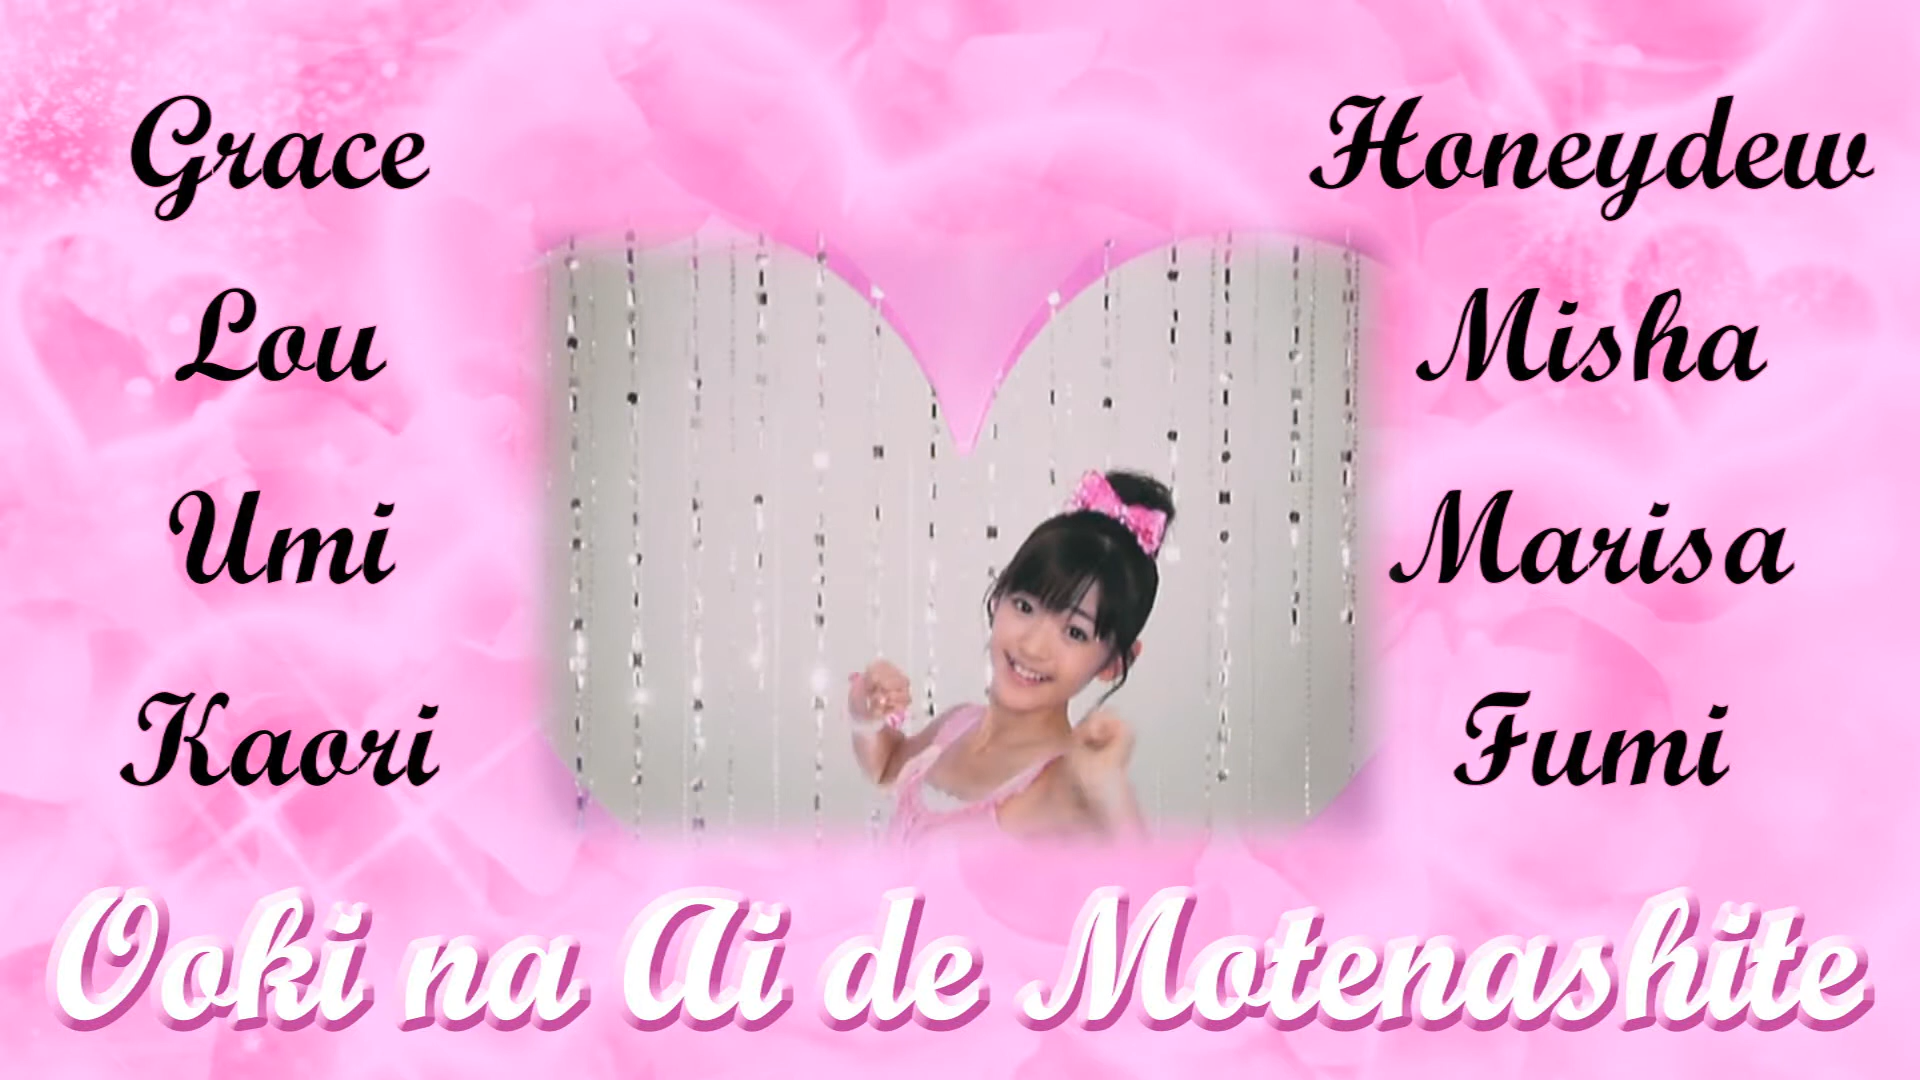 Grace
Lou
Umi
Kaori
Honeydew
Misha
Marisa
Fumi
Ooki na Ai de Motenashite